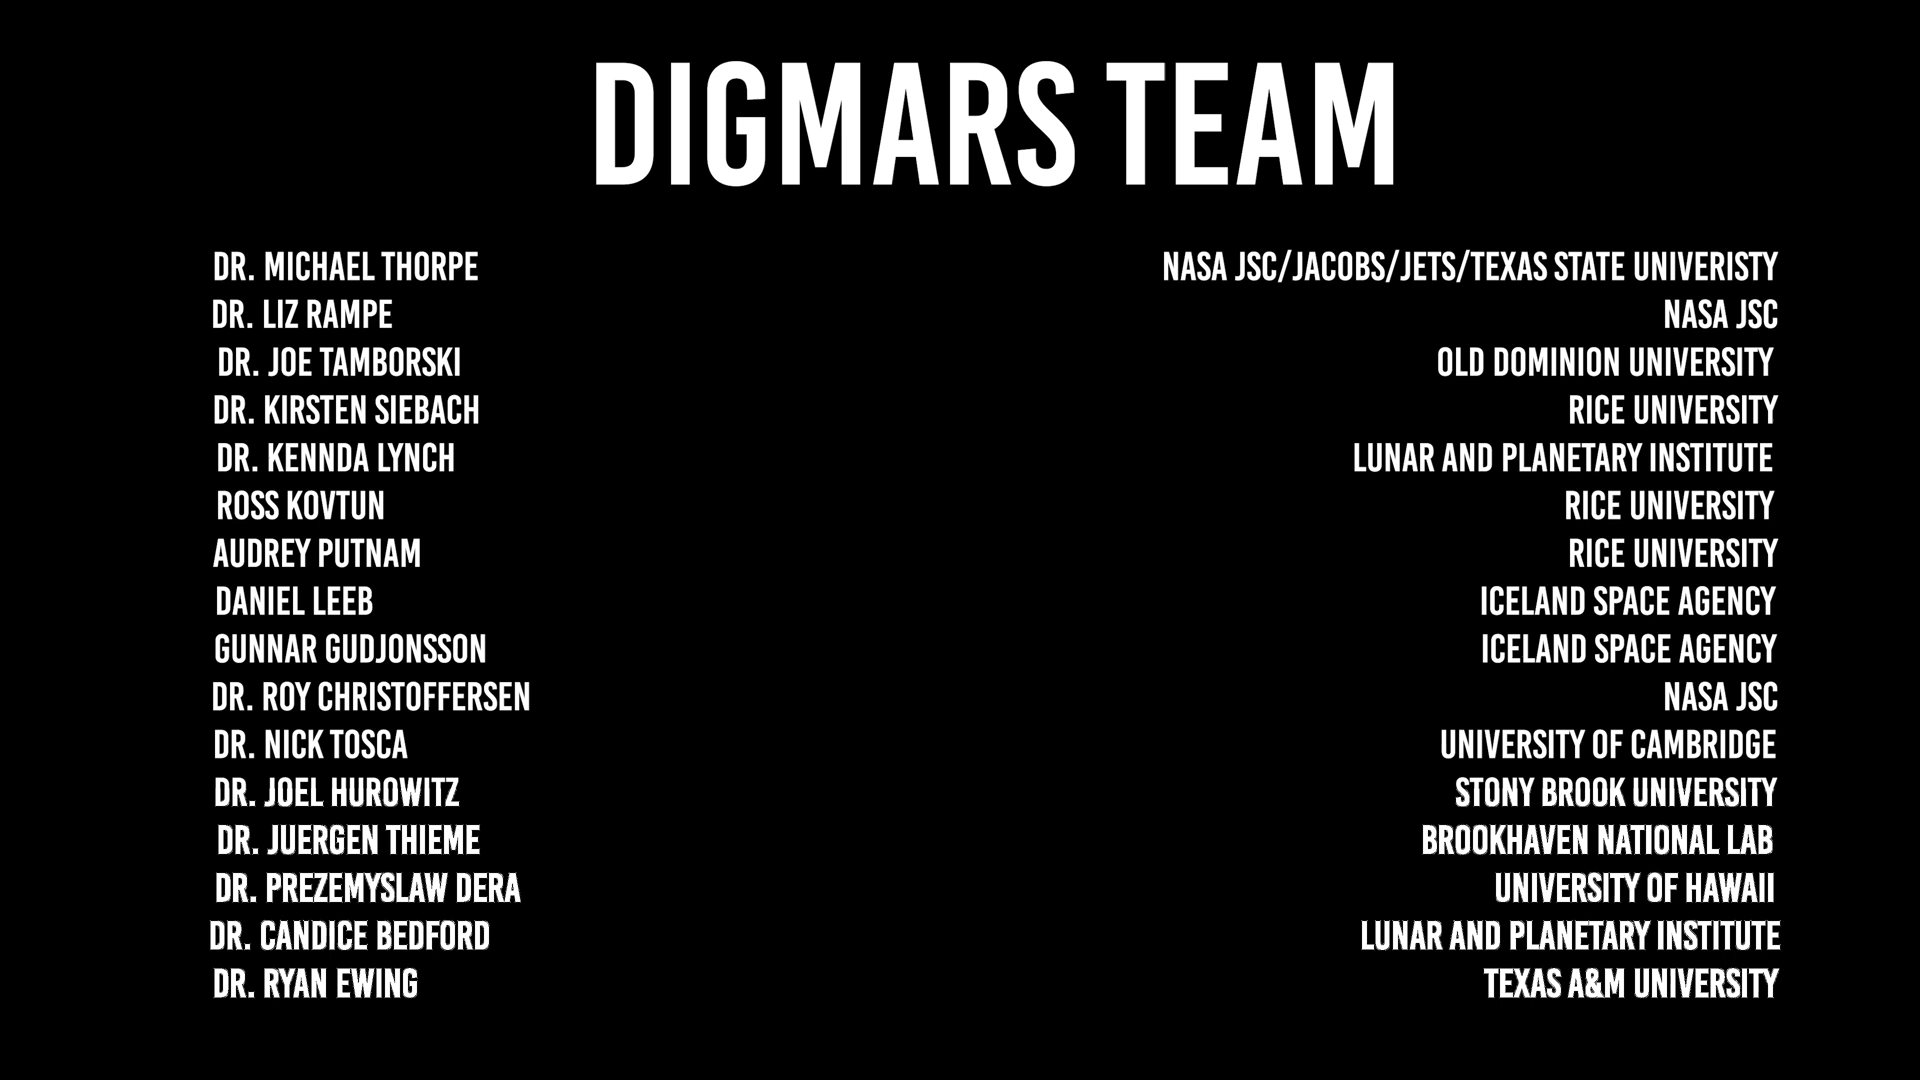 DIGMARS TEAM
DR. MICHAEL THORPE NASA JSC/JACOBS/JETS/TEXAS STATE UNIVERISTY
DR. LIZ RAMPE NASA JSC
DR. JOE TAMBORSKI OLD DOMINION UNIVERSITY
DR. KIRSTEN SIEBACH RICE UNIVERSITY
DR. KENNDA LYNCH LUNAR AND PLANETARY INSTITUTE
ROSS KOVTUN RICE UNIVERSITY
AUDREY PUTNAM RICE UNIVERSITY
DANIEL LEEB ICELAND SPACE AGENCY
GUNNAR GUDJONSSON ICELAND SPACE AGENCY
DR. ROY CHRISTOFFERSEN NASA JSC
DR. NICK TOSCA UNIVERSITY OF CAMBRIDGE
DR. JOEL HUROWITZ STONY BROOK UNIVERSITY
DR. JUERGEN THIEME BROOKHAVEN NATIONAL LAB
DR. PREZEMYSLAW DERA UNIVERSITY OF HAWAII
DR. CANDICE BEDFORD LUNAR AND PLANETARY INSTITUTE
DR. RYAN EWING TEXAS A&M UNIVERSITY